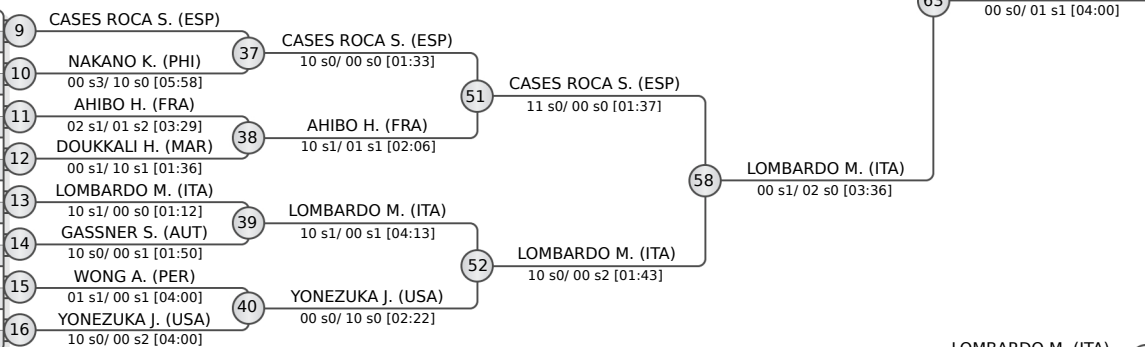 63
00 s0/ 01 s1 [04:00]
9
CASES ROCA S. (ESP)
37
CASES ROCA S. (ESP)
10 s0/ 00 s0 [01:33]
10
NAKANO K. (PHI)
00 s3/ 10 s0 [05:58]
51
CASES ROCA S. (ESP)
11 s0/ 00 s0 [01:37]
11
AHIBO H. (FRA)
02 s1/ 01 s2 [03:29]
38
AHIBO H. (FRA)
10 s1/ 01 s1 [02:06]
12
DOUKKALI H. (MAR)
00 s1/ 10 s1 [01:36]
58
LOMBARDO M. (ITA)
00 s1/ 02 s0 [03:36]
13
LOMBARDO M. (ITA)
10 s1/ 00 s0 [01:12]
39
LOMBARDO M. (ITA)
10 s1/ 00 s1 [04:13]
14
GASSNER S. (AUT)
10 s0/ 00 s1 [01:50]
52
LOMBARDO M. (ITA)
10 s0/ 00 s2 [01:43]
15
WONG A. (PER)
01 s1/ 00 s1 [04:00]
40
YONEZUKA J. (USA)
00 s0/ 10 s0 [02:22]
16
YONEZUKA J. (USA)
10 s0/ 00 s2 [04:00]
LOMBARDO M. (ITA)